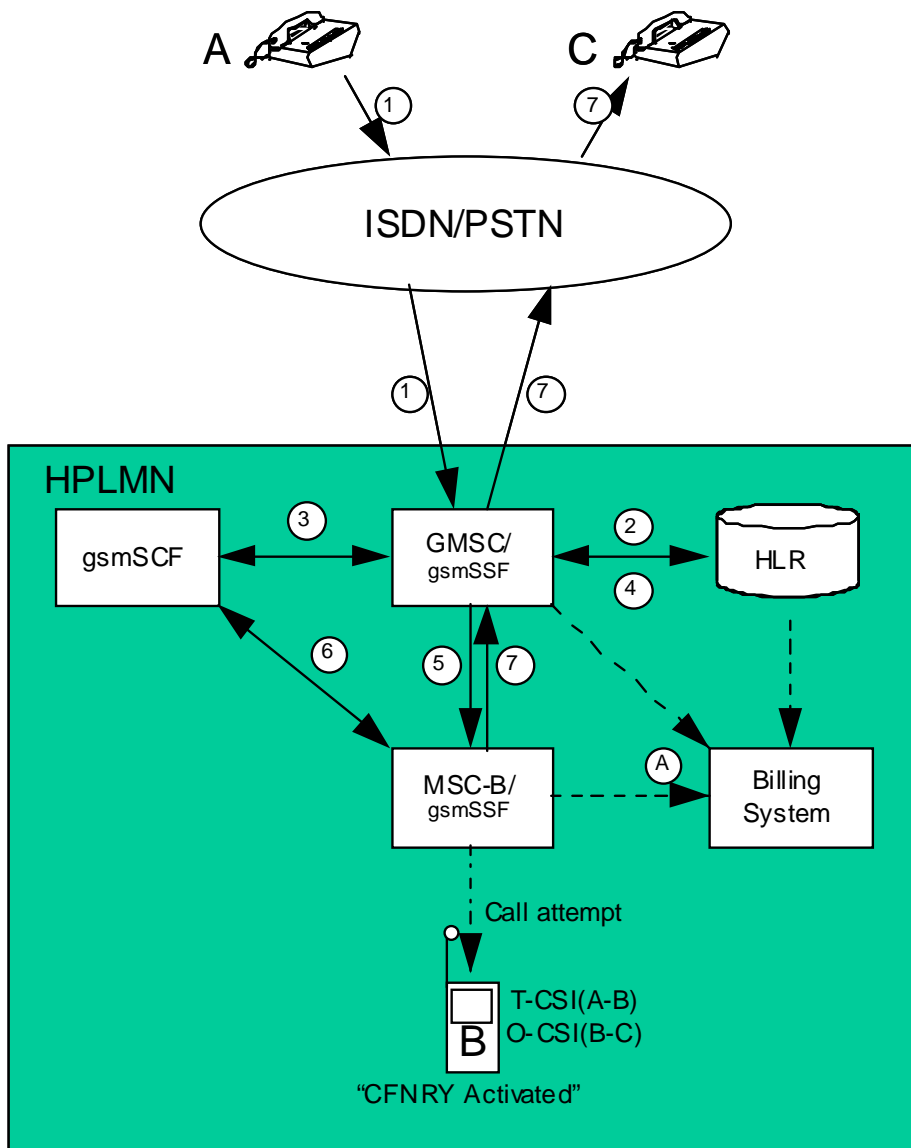 A
C
1
7
ISDN/PSTN
1
7
HPLMN
gsmSCF
3
GMSC/
gsmSSF
2
4
HLR
6
5
7
MSC-B/
gsmSSF
A
Billing
System
Call attempt
B
T-CSI(A-B)
O-CSI(B-C)
“CFNRY Activated”